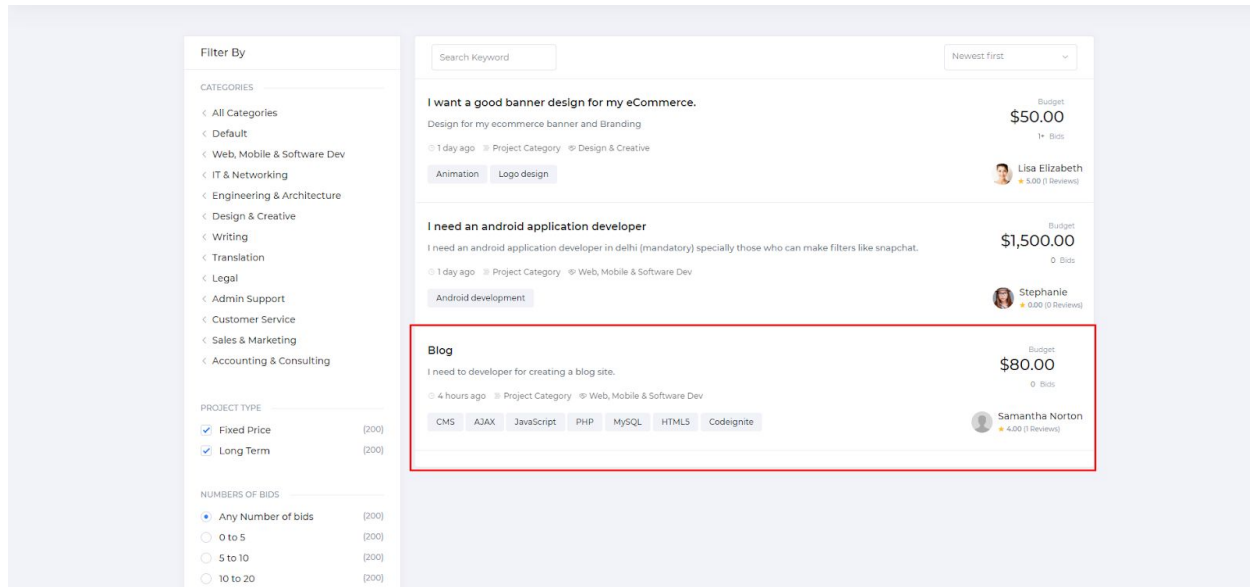 Filter By
CATEGORIES
All Categories
Default
Web, Mobile & Software Dev
IT & Networking
Engineering & Architecture
Design & Creative
Writing
Translation
Legal
Admin Support
Customer Service
Sales & Marketing
Accounting & Consulting
PROJECT TYPE
Fixed Price (200)
Long Term (200)
NUMBERS OF BIDS
Any Number of bids (200)
0 to 5 (200)
5 to 10 (200)
10 to 20 (200)
Search Keyword
Newest first
I want a good banner design for my eCommerce.
Design for my ecommerce banner and Branding
1 day ago Project Category Design & Creative
Animation Logo design
Budget
$50.00
1+ Bids
Lisa Elizabeth
5.00 (1 Reviews)
I need an android application developer
I need an android application developer in delhi (mandatory) specially those who can make filters like snapchat.
1 day ago Project Category Web, Mobile & Software Dev
Android development
Budget
$1,500.00
0 Bids
Stephanie
0.00 (0 Reviews)
Blog
I need to developer for creating a blog site.
4 hours ago Project Category Web, Mobile & Software Dev
CMS AJAX JavaScript PHP MySQL HTML5 Codeignite
Budget
$80.00
0 Bids
Samantha Norton
4.00 (1 Reviews)